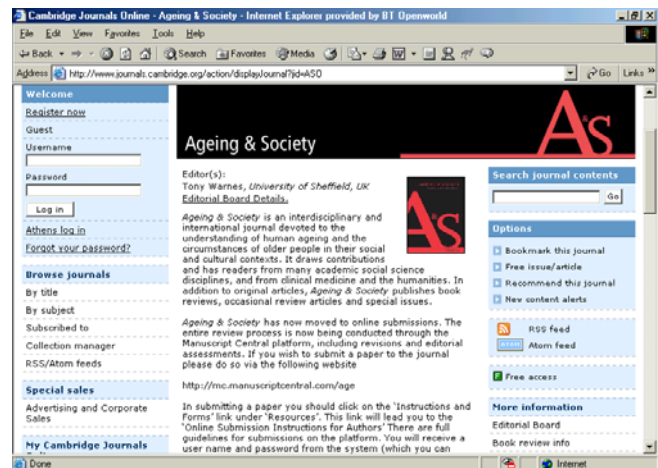 Cambridge Journals Online - Ageing & Society - Internet Explorer provided by BT Openworld
File Edit View Favorites Tools Help
Back Search Favorites Media
Address http://www.journals.cambridge.org/action/displayJournal?jid=ASO Go Links »
Welcome
Register now
Guest
Username
Password
Log in
Athens log in
Forgot your password?
Browse journals
By title
By subject
Subscribed to
Collection manager
RSS/Atom feeds
Special sales
Advertising and Corporate
Sales
My Cambridge Journals
Ageing & Society
As
Editor(s):
Tony Warnes, University of Sheffield, UK
Editorial Board Details.
As
Ageing & Society is an interdisciplinary and
international journal devoted to the
understanding of human ageing and the
circumstances of older people in their social
and cultural contexts. It draws contributions
and has readers from many academic social science
disciplines, and from clinical medicine and the humanities. In
addition to original articles, Ageing & Society publishes book
reviews, occasional review articles and special issues.
Ageing & Society has now moved to online submissions. The
entire review process is now being conducted through the
Manuscript Central platform, including revisions and editorial
assessments. If you wish to submit a paper to the journal
please do so via the following website
http://mc.manuscriptcentral.com/age
In submitting a paper you should click on the 'Instructions and
Forms' link under 'Resources'. This link will lead you to the
'Online Submission Instructions for Authors' There are full
guidelines for submissions on the platform. You will receive a
user name and password from the system (which you can
Search journal contents
Go
Options
Bookmark this journal
Free issue/article
Recommend this journal
New content alerts
RSS feed
ATOM Atom feed
F Free access
More information
Editorial Board
Book review info
Done Internet